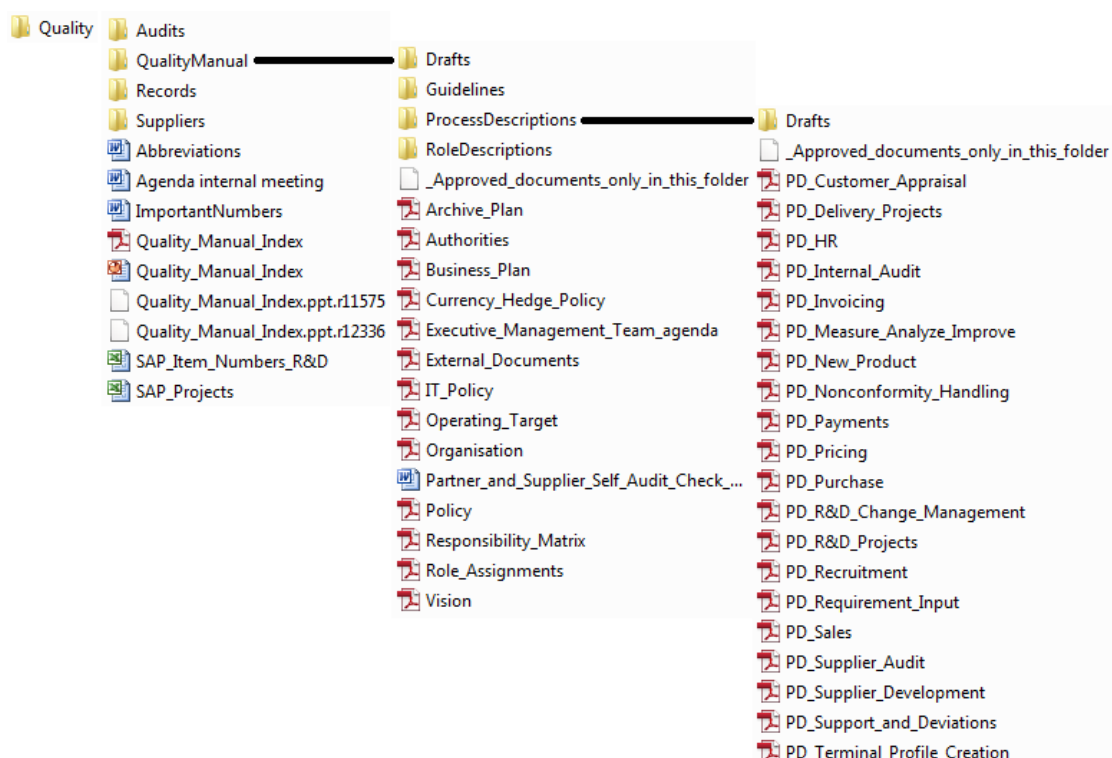 Quality
Audits
QualityManual
Records
Suppliers
Abbreviations
Agenda internal meeting
ImportantNumbers
Quality_Manual_Index
Quality_Manual_Index
Quality_Manual_Index.ppt.r11575
Quality_Manual_Index.ppt.r12336
SAP_Item_Numbers_R&D
SAP_Projects
Drafts
Guidelines
ProcessDescriptions
RoleDescriptions
_Approved_documents_only_in_this_folder
Archive_Plan
Authorities
Business_Plan
Currency_Hedge_Policy
Executive_Management_Team_agenda
External_Documents
IT_Policy
Operating_Target
Organisation
Partner_and_Supplier_Self_Audit_Check_...
Policy
Responsibility_Matrix
Role_Assignments
Vision
Drafts
_Approved_documents_only_in_this_folder
PD_Customer_Appraisal
PD_Delivery_Projects
PD_HR
PD_Internal_Audit
PD_Invoicing
PD_Measure_Analyze_Improve
PD_New_Product
PD_Nonconformity_Handling
PD_Payments
PD_Pricing
PD_Purchase
PD_R&D_Change_Management
PD_R&D_Projects
PD_Recruitment
PD_Requirement_Input
PD_Sales
PD_Supplier_Audit
PD_Supplier_Development
PD_Support_and_Deviations
PD_Terminal_Profile_Creation